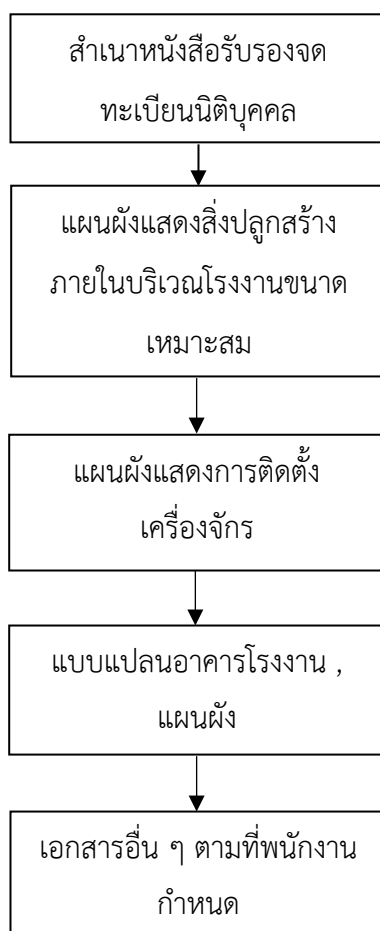 สำเนาหนังสือรับรองจด
ทะเบียนนิติบุคคล
แผนผังแสดงสิ่งปลูกสร้าง
ภายในบริเวณโรงงานขนาด
เหมาะสม
แผนผังแสดงการติดตั้ง
เครื่องจักร
แบบแปลนอาคารโรงงาน ,
แผนผัง
เอกสารอื่น ๆ ตามที่พนักงาน
กำหนด